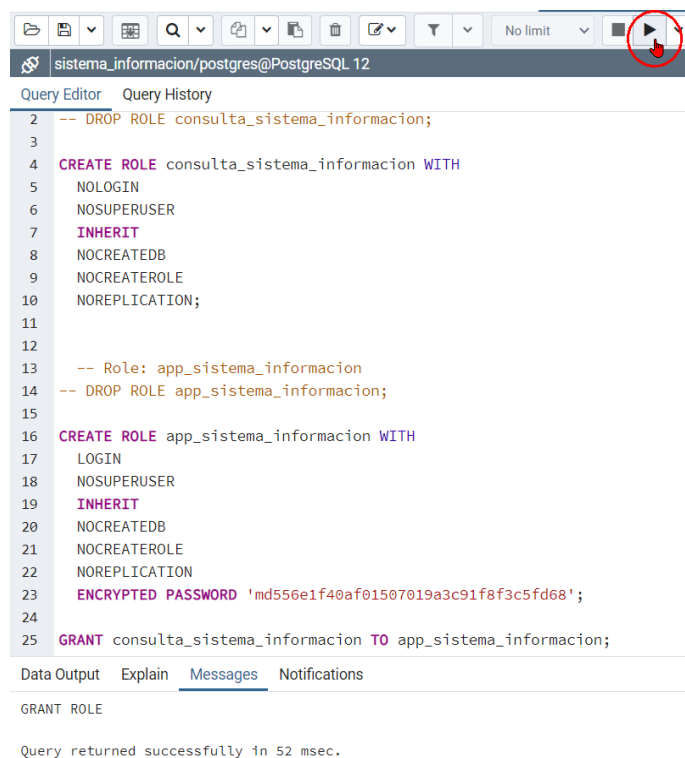 No limit
sistema_informacion/postgres@PostgreSQL 12
Query Editor Query History
2 -- DROP ROLE consulta_sistema_informacion;
3
4 CREATE ROLE consulta_sistema_informacion WITH
5 NOLOGIN
6 NOSUPERUSER
7 INHERIT
8 NOCREATEDB
9 NOCREATEROLE
10 NOREPLICATION;
11
12
13 -- Role: app_sistema_informacion
14 -- DROP ROLE app_sistema_informacion;
15
16 CREATE ROLE app_sistema_informacion WITH
17 LOGIN
18 NOSUPERUSER
19 INHERIT
20 NOCREATEDB
21 NOCREATEROLE
22 NOREPLICATION
23 ENCRYPTED PASSWORD 'md556e1f40af01507019a3c91f8f3c5fd68';
24
25 GRANT consulta_sistema_informacion TO app_sistema_informacion;
Data Output Explain Messages Notifications
GRANT ROLE
Query returned successfully in 52 msec.